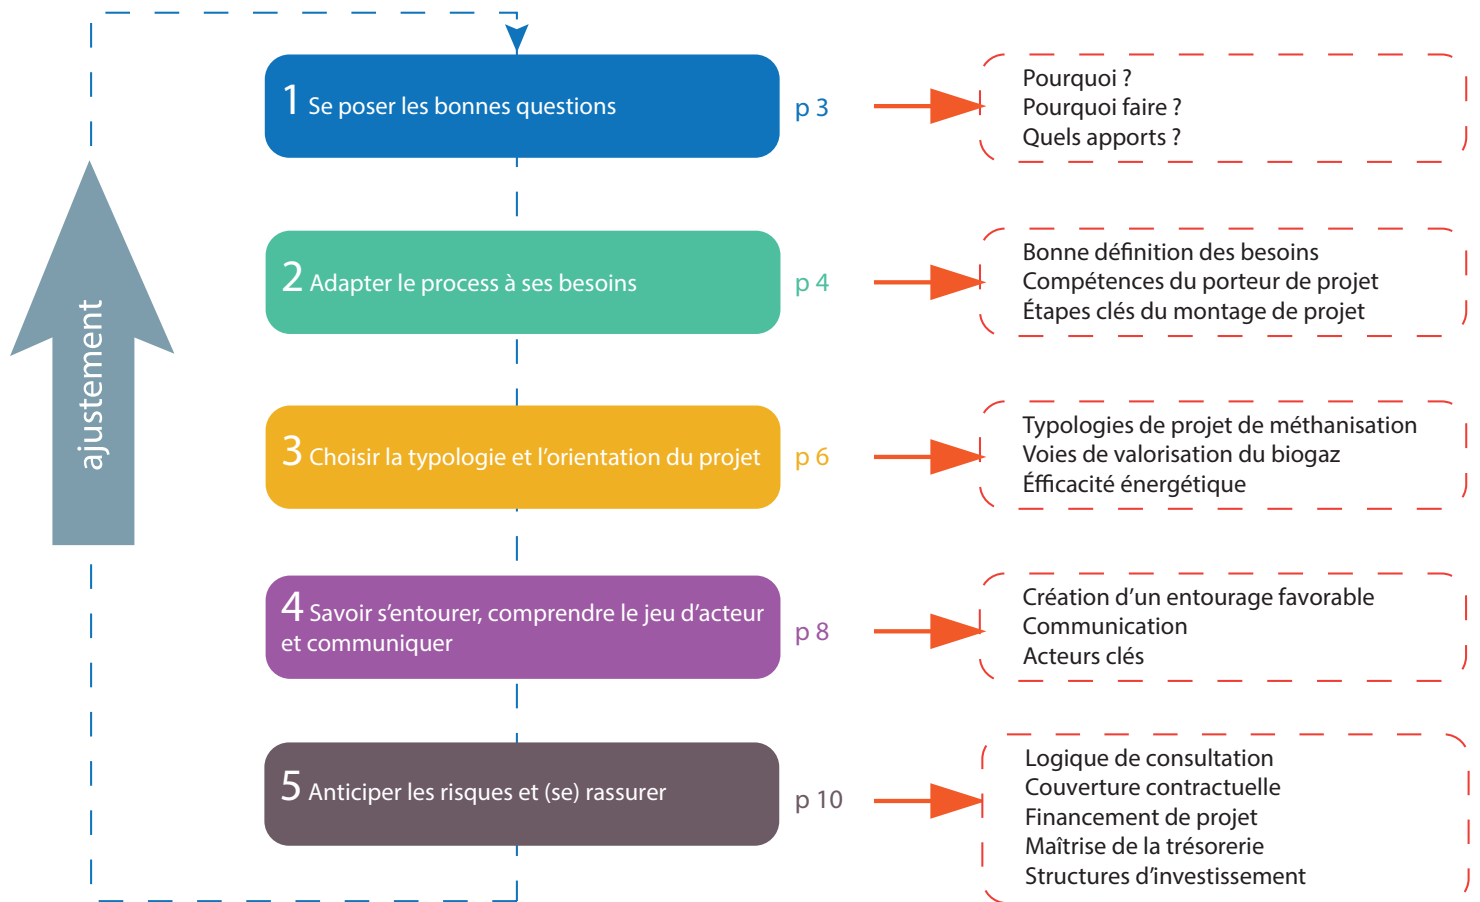 1 Se poser les bonnes questions
p 3
Pourquoi ?
Pourquoi faire ?
Quels apports ?
2 Adapter le process à ses besoins
p 4
Bonne définition des besoins
Compétences du porteur de projet
Étapes clés du montage de projet
ajustement
3 Choisir la typologie et l’orientation du projet
p 6
Typologies de projet de méthanisation
Voies de valorisation du biogaz
Éfficacité énergétique
4 Savoir s’entourer, comprendre le jeu d’acteur
et communiquer
p 8
Création d’un entourage favorable
Communication
Acteurs clés
5 Anticiper les risques et (se) rassurer
p 10
Logique de consultation
Couverture contractuelle
Financement de projet
Maîtrise de la trésorerie
Structures d’investissement